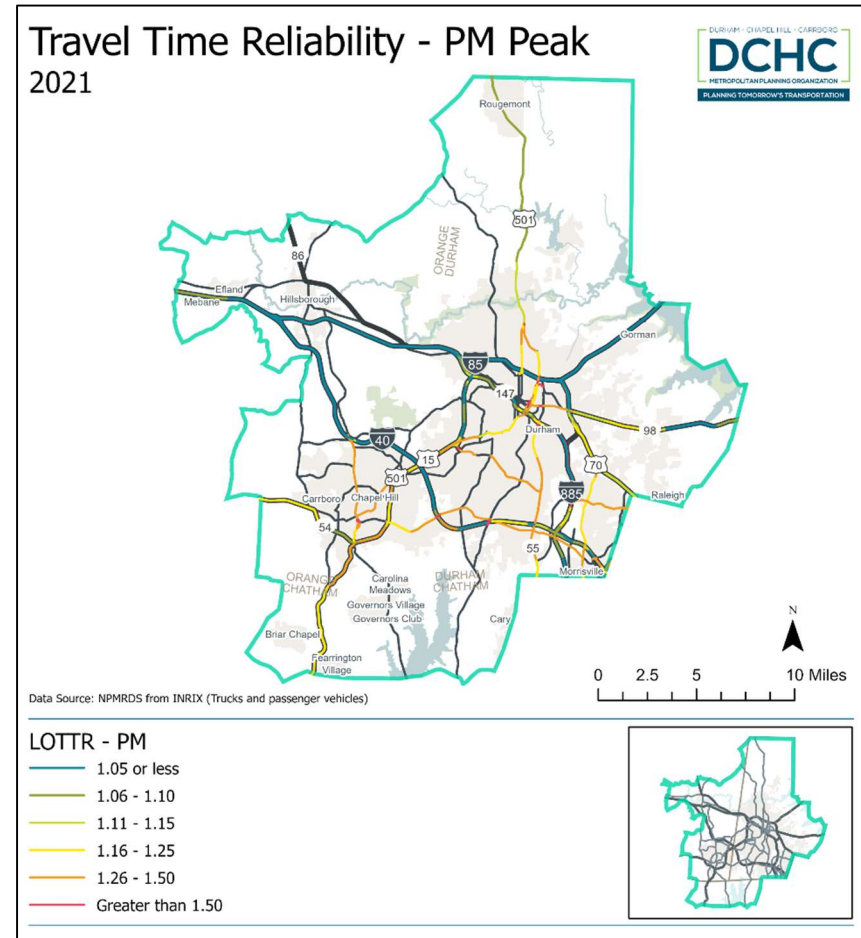 Travel Time Reliability - PM Peak
2021
DURHAM · CHAPEL HILL · CARRBORO
DCHC
METROPOLITAN PLANNING ORGANIZATION
PLANNING TOMORROW'S TRANSPORTATION
Rougemont
501
ORANGE
DURHAM
86
Efland
Mebane
Hillsborough
Gorman
85
147
Durham
98
40
15
501
70
885
Raleigh
Carrboro
Chapel Hill
54
55
Morrisville
ORANGE
CHATHAM
DURHAM
CHATHAM
Carolina
Meadows
Governors Village
Governors Club
Cary
Briar Chapel
Fearrington
Village
N
0 2.5 5 10 Miles
Data Source: NPMRDS from INRIX (Trucks and passenger vehicles)
LOTTR - PM
1.05 or less
1.06 - 1.10
1.11 - 1.15
1.16 - 1.25
1.26 - 1.50
Greater than 1.50